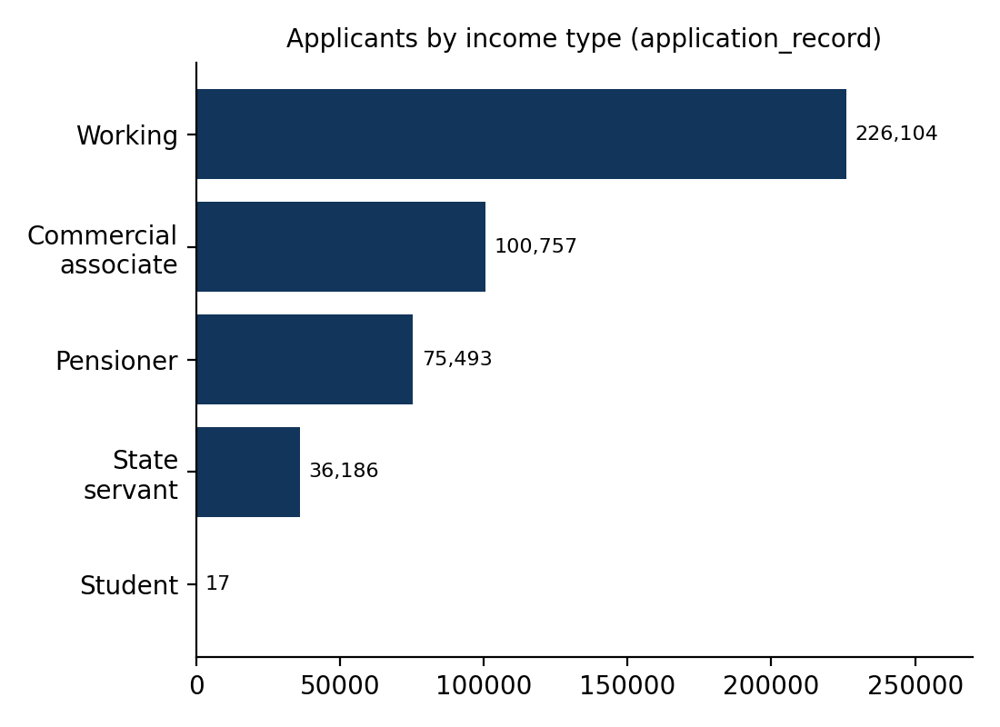 Applicants by income type (application_record)
Working
226,104
Commercial
associate
100,757
Pensioner
75,493
State
servant
36,186
Student
17
0
50000
100000
150000
200000
250000